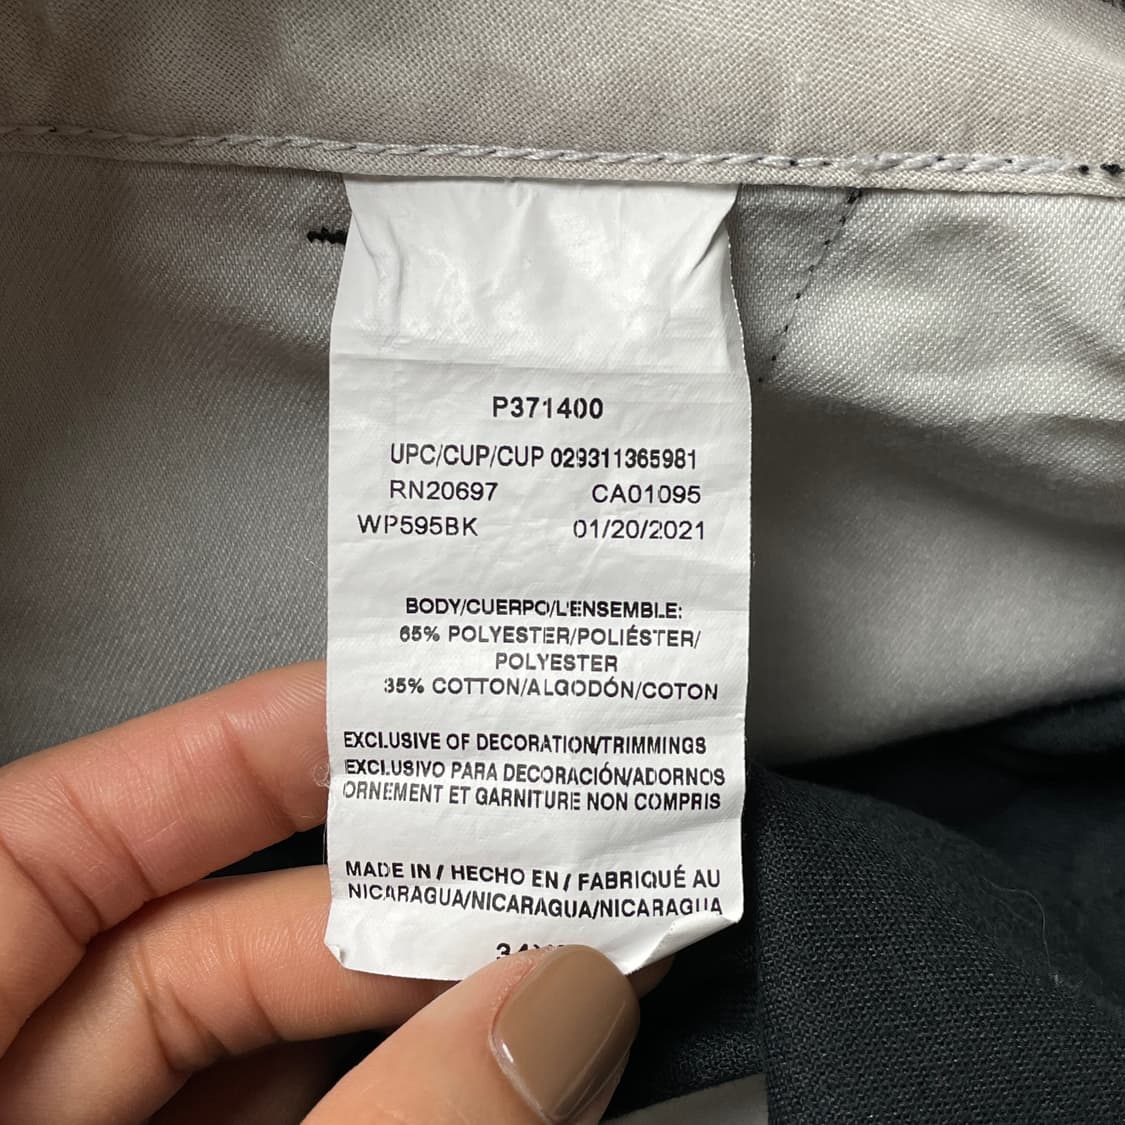 P371400
UPC/CUP/CUP 029311365981
RN20697 CA01095
WP595BK 01/20/2021
BODY/CUERPO/L'ENSEMBLE:
65% POLYESTER/POLIÉSTER/
POLYESTER
35% COTTON/ALGODÓN/COTON
EXCLUSIVE OF DECORATION/TRIMMINGS
EXCLUSIVO PARA DECORACIÓN/ADORNOS
ORNEMENT ET GARNITURE NON COMPRIS
MADE IN / HECHO EN / FABRIQUÉ AU
NICARAGUA/NICARAGUA/NICARAGUA